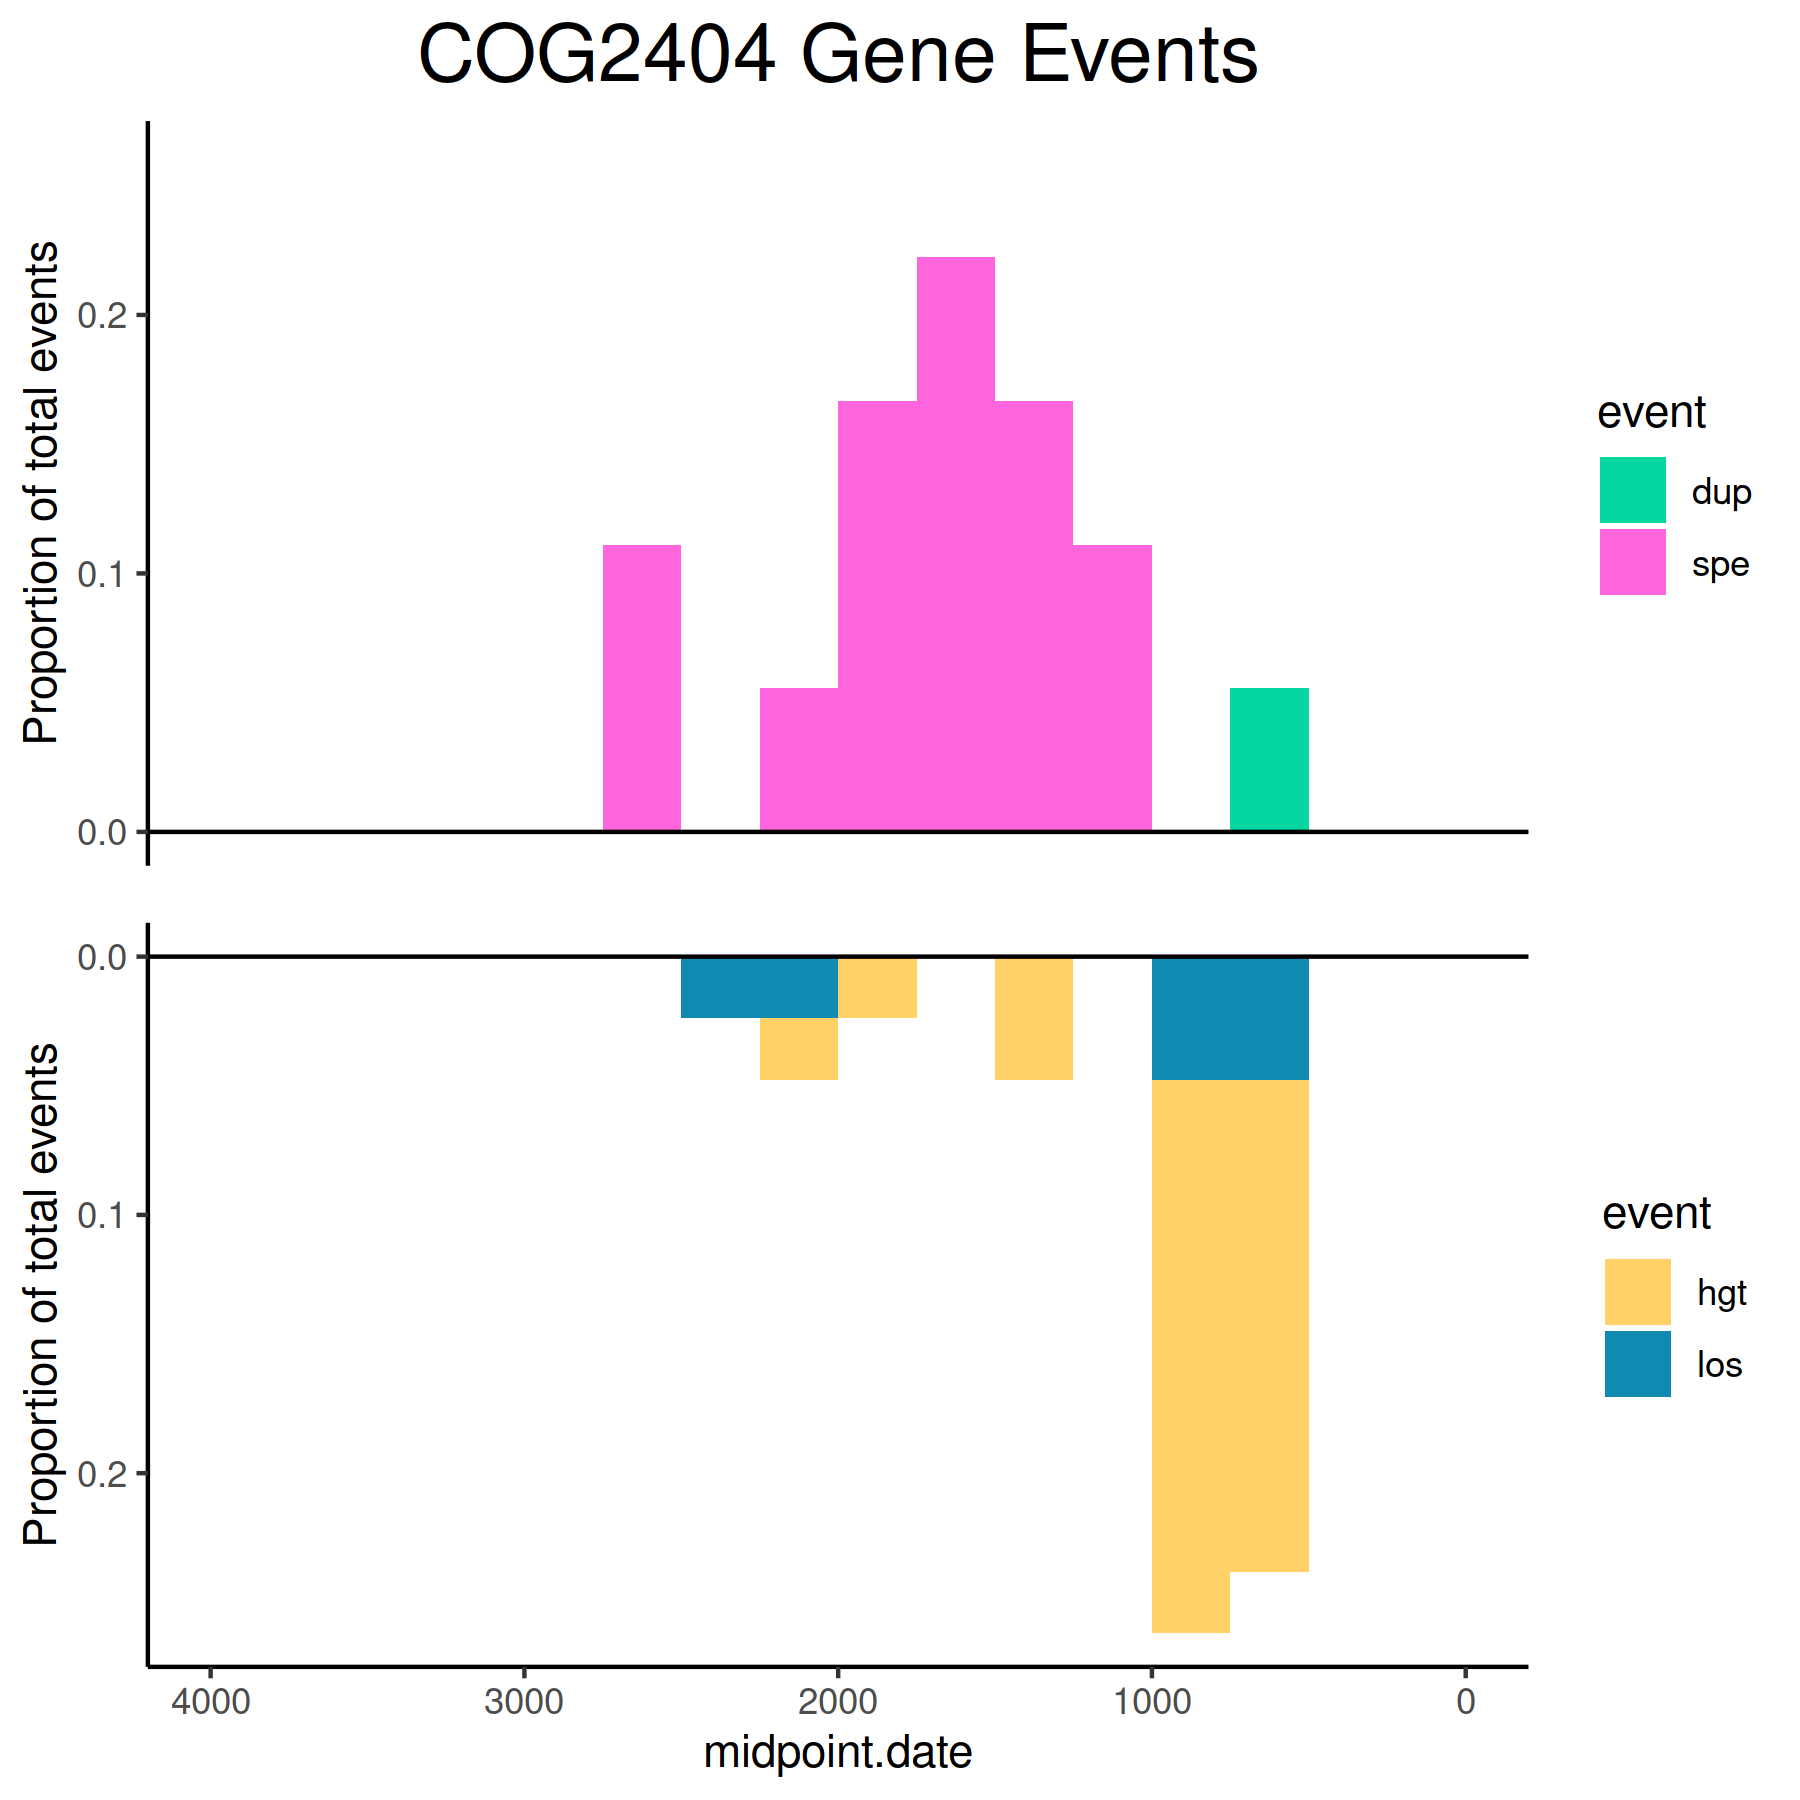 COG2404 Gene Events
Proportion of total events
0.2
0.1
0.0
event
dup
spe
Proportion of total events
0.0
0.1
0.2
event
hgt
los
4000 3000 2000 1000 0
midpoint.date